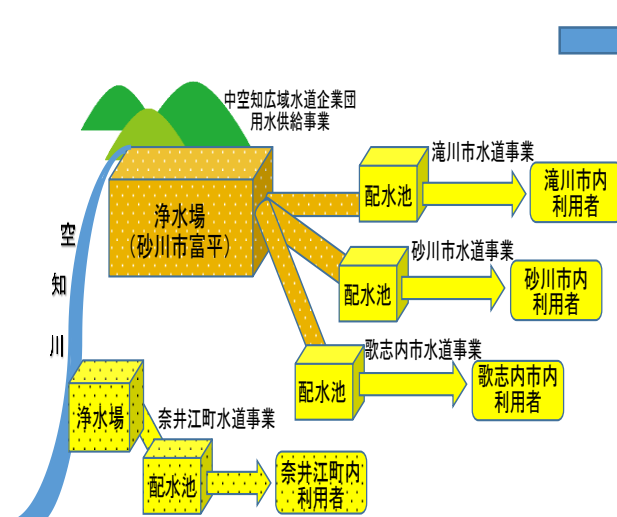 中空知広域水道企業団
用水供給事業
滝川市水道事業
浄水場
（砂川市富平）
配水池
滝川市内
利用者
空
知
川
砂川市水道事業
配水池
砂川市内
利用者
歌志内市水道事業
配水池
歌志内市内
利用者
浄水場
奈井江町水道事業
配水池
奈井江町内
利用者